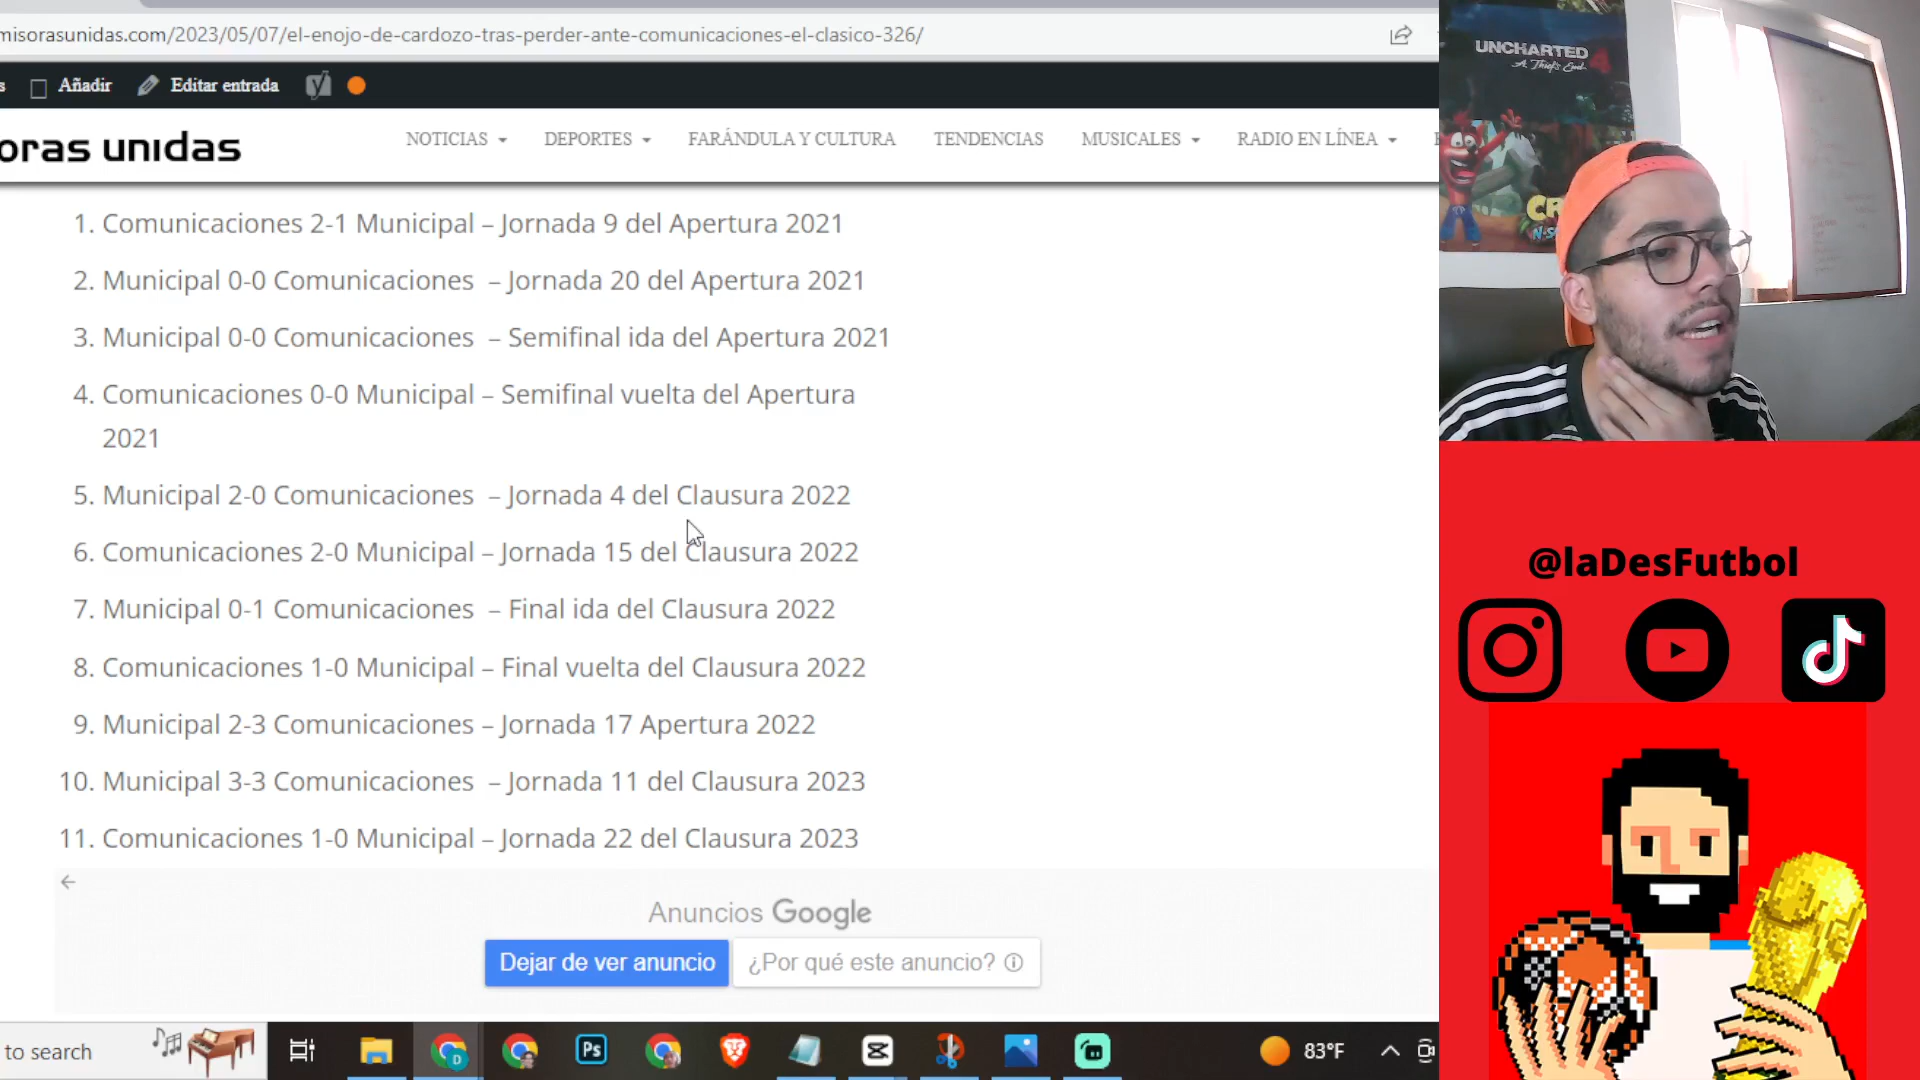 misorasunidas.com/2023/05/07/el-enojo-de-cardozo-tras-perder-ante-comunicaciones-el-clasico-326/
s Añadir Editar entrada
oras unidas
NOTICIAS DEPORTES FARÁNDULA Y CULTURA TENDENCIAS MUSICALES RADIO EN LÍNEA
1. Comunicaciones 2-1 Municipal – Jornada 9 del Apertura 2021
2. Municipal 0-0 Comunicaciones – Jornada 20 del Apertura 2021
3. Municipal 0-0 Comunicaciones – Semifinal ida del Apertura 2021
4. Comunicaciones 0-0 Municipal – Semifinal vuelta del Apertura
2021
5. Municipal 2-0 Comunicaciones – Jornada 4 del Clausura 2022
6. Comunicaciones 2-0 Municipal – Jornada 15 del Clausura 2022
7. Municipal 0-1 Comunicaciones – Final ida del Clausura 2022
8. Comunicaciones 1-0 Municipal – Final vuelta del Clausura 2022
9. Municipal 2-3 Comunicaciones – Jornada 17 Apertura 2022
10. Municipal 3-3 Comunicaciones – Jornada 11 del Clausura 2023
11. Comunicaciones 1-0 Municipal – Jornada 22 del Clausura 2023
Anuncios Google
Dejar de ver anuncio ¿Por qué este anuncio?
to search
Ps
83°F
UNCHARTED 4
A Thief's End
@laDesFutbol